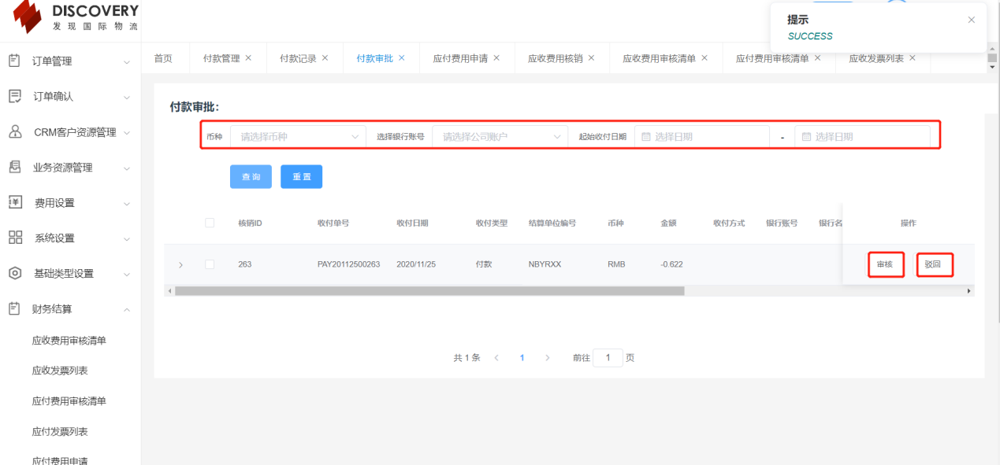 DISCOVERY
发现国际物流
提示
SUCCESS
订单管理
订单确认
CRM客户资源管理
业务资源管理
费用设置
系统设置
基础类型设置
财务结算
应收费用审核清单
应收发票列表
应付费用审核清单
应付发票列表
应付费用申请
首页 付款管理 付款记录 付款审批 应付费用申请 应收费用核销 应收费用审核清单 应付费用审核清单 应收发票列表
付款审批:
币种 请选择币种 选择银行账号 请选择公司账户 起始收付日期 选择日期 - 选择日期
查询 重置
核销ID 收付单号 收付日期 收付类型 结算单位编号 币种 金额 收付方式 银行账号 银行名 操作
263 PAY20112500263 2020/11/25 付款 NBYRXX RMB -0.622 审核 驳回
共 1 条 1 前往 1 页